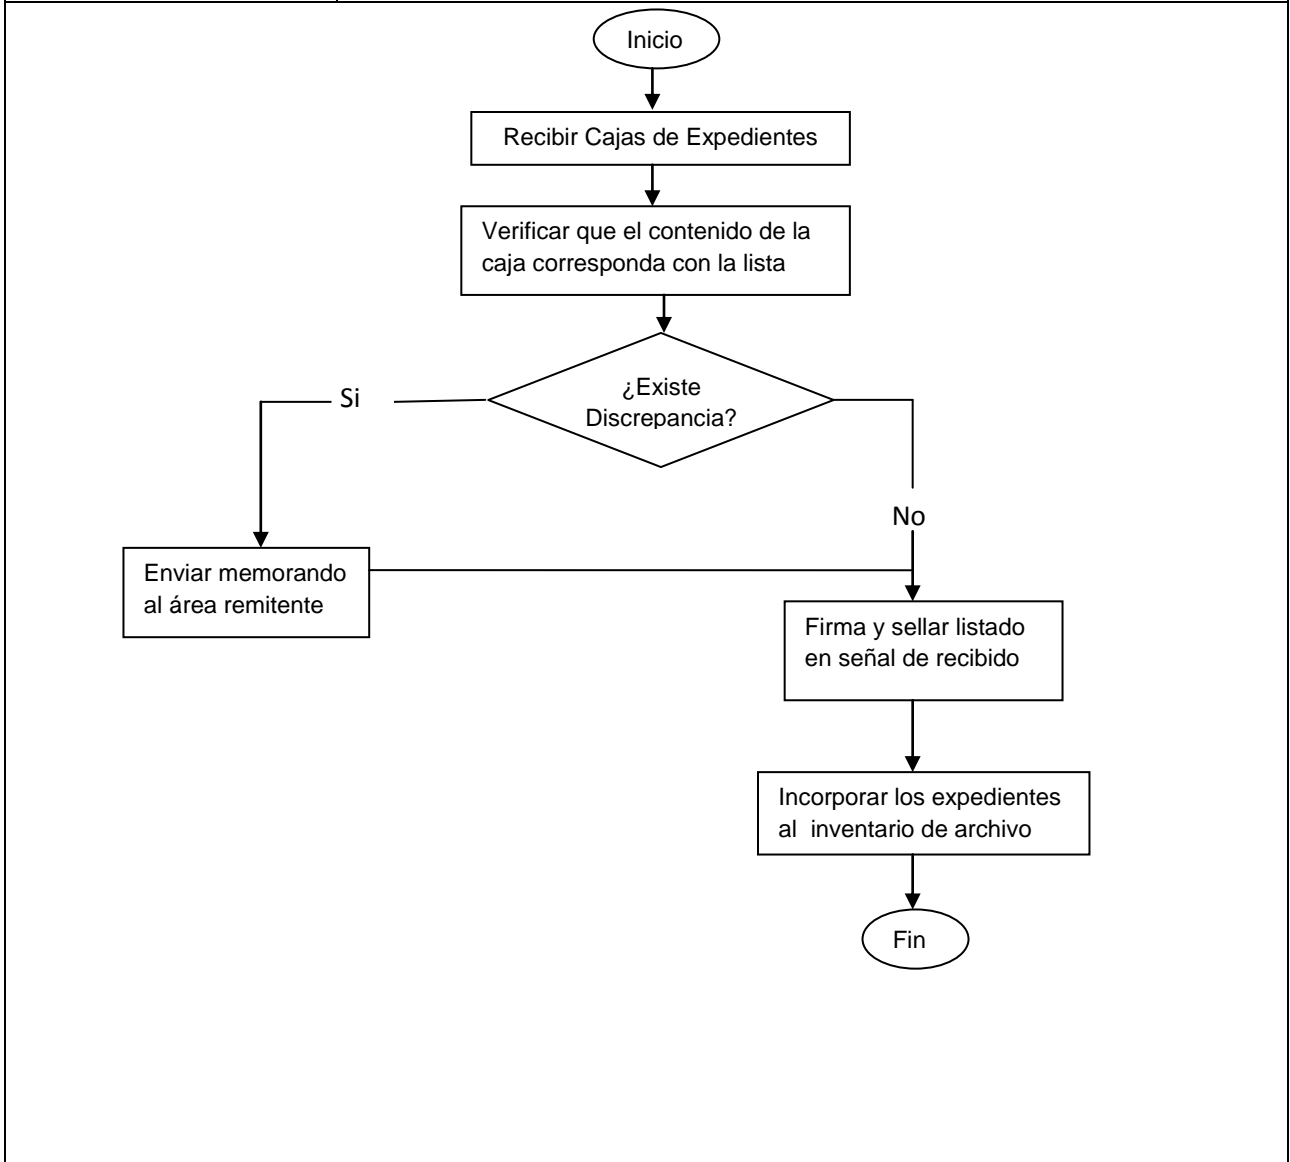 Inicio
Recibir Cajas de Expedientes
Verificar que el contenido de la
caja corresponda con la lista
¿Existe
Discrepancia?
Si
No
Enviar memorando
al área remitente
Firma y sellar listado
en señal de recibido
Incorporar los expedientes
al inventario de archivo
Fin